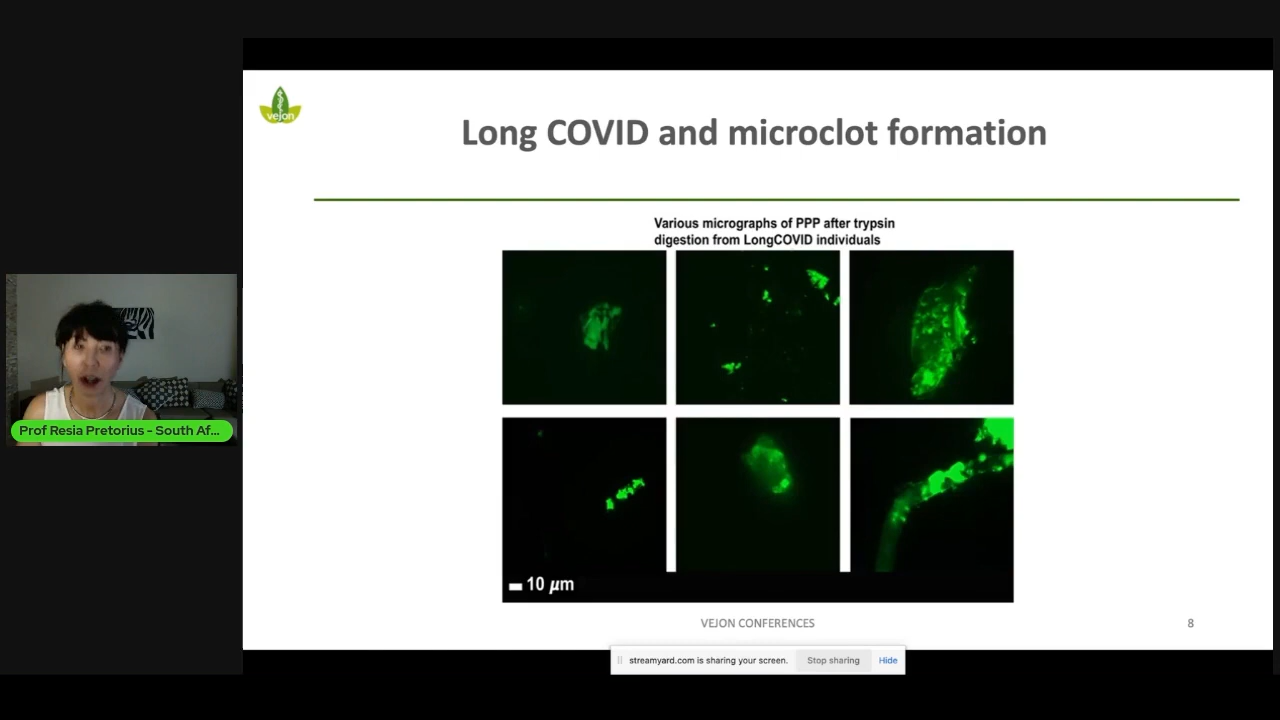 vejon
Long COVID and microclot formation
Various micrographs of PPP after trypsin
digestion from LongCOVID individuals
Prof Resia Pretorius - South Af...
10 μm
VEJON CONFERENCES
8
streamyard.com is sharing your screen.
Stop sharing
Hide